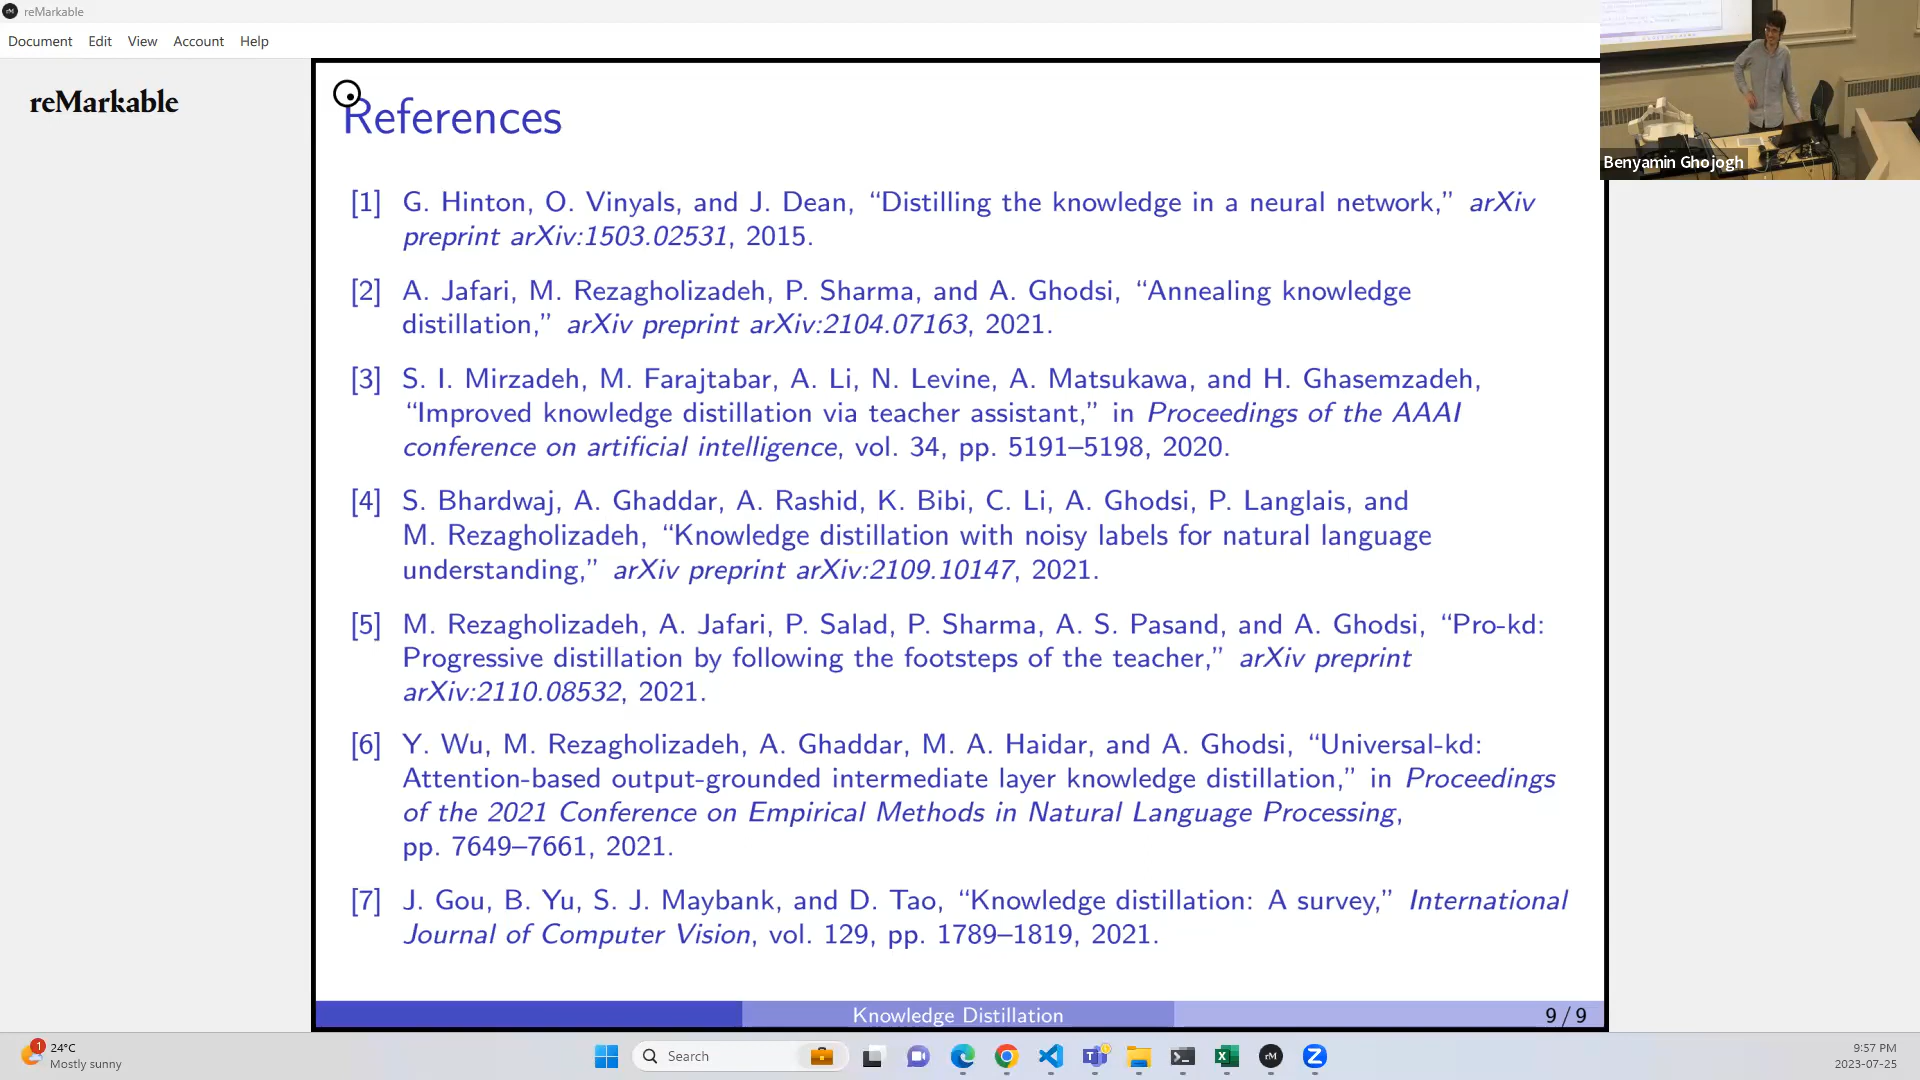 reMarkable
Document Edit View Account Help
reMarkable
References
[1] G. Hinton, O. Vinyals, and J. Dean, “Distilling the knowledge in a neural network,” arXiv
preprint arXiv:1503.02531, 2015.
[2] A. Jafari, M. Rezagholizadeh, P. Sharma, and A. Ghodsi, “Annealing knowledge
distillation,” arXiv preprint arXiv:2104.07163, 2021.
[3] S. I. Mirzadeh, M. Farajtabar, A. Li, N. Levine, A. Matsukawa, and H. Ghasemzadeh,
“Improved knowledge distillation via teacher assistant,” in Proceedings of the AAAI
conference on artificial intelligence, vol. 34, pp. 5191–5198, 2020.
[4] S. Bhardwaj, A. Ghaddar, A. Rashid, K. Bibi, C. Li, A. Ghodsi, P. Langlais, and
M. Rezagholizadeh, “Knowledge distillation with noisy labels for natural language
understanding,” arXiv preprint arXiv:2109.10147, 2021.
[5] M. Rezagholizadeh, A. Jafari, P. Salad, P. Sharma, A. S. Pasand, and A. Ghodsi, “Pro-kd:
Progressive distillation by following the footsteps of the teacher,” arXiv preprint
arXiv:2110.08532, 2021.
[6] Y. Wu, M. Rezagholizadeh, A. Ghaddar, M. A. Haidar, and A. Ghodsi, “Universal-kd:
Attention-based output-grounded intermediate layer knowledge distillation,” in Proceedings
of the 2021 Conference on Empirical Methods in Natural Language Processing,
pp. 7649–7661, 2021.
[7] J. Gou, B. Yu, S. J. Maybank, and D. Tao, “Knowledge distillation: A survey,” International
Journal of Computer Vision, vol. 129, pp. 1789–1819, 2021.
Knowledge Distillation 9 / 9
Benyamin Ghojogh
1
24°C
Mostly sunny
Search
rM
9:57 PM
2023-07-25